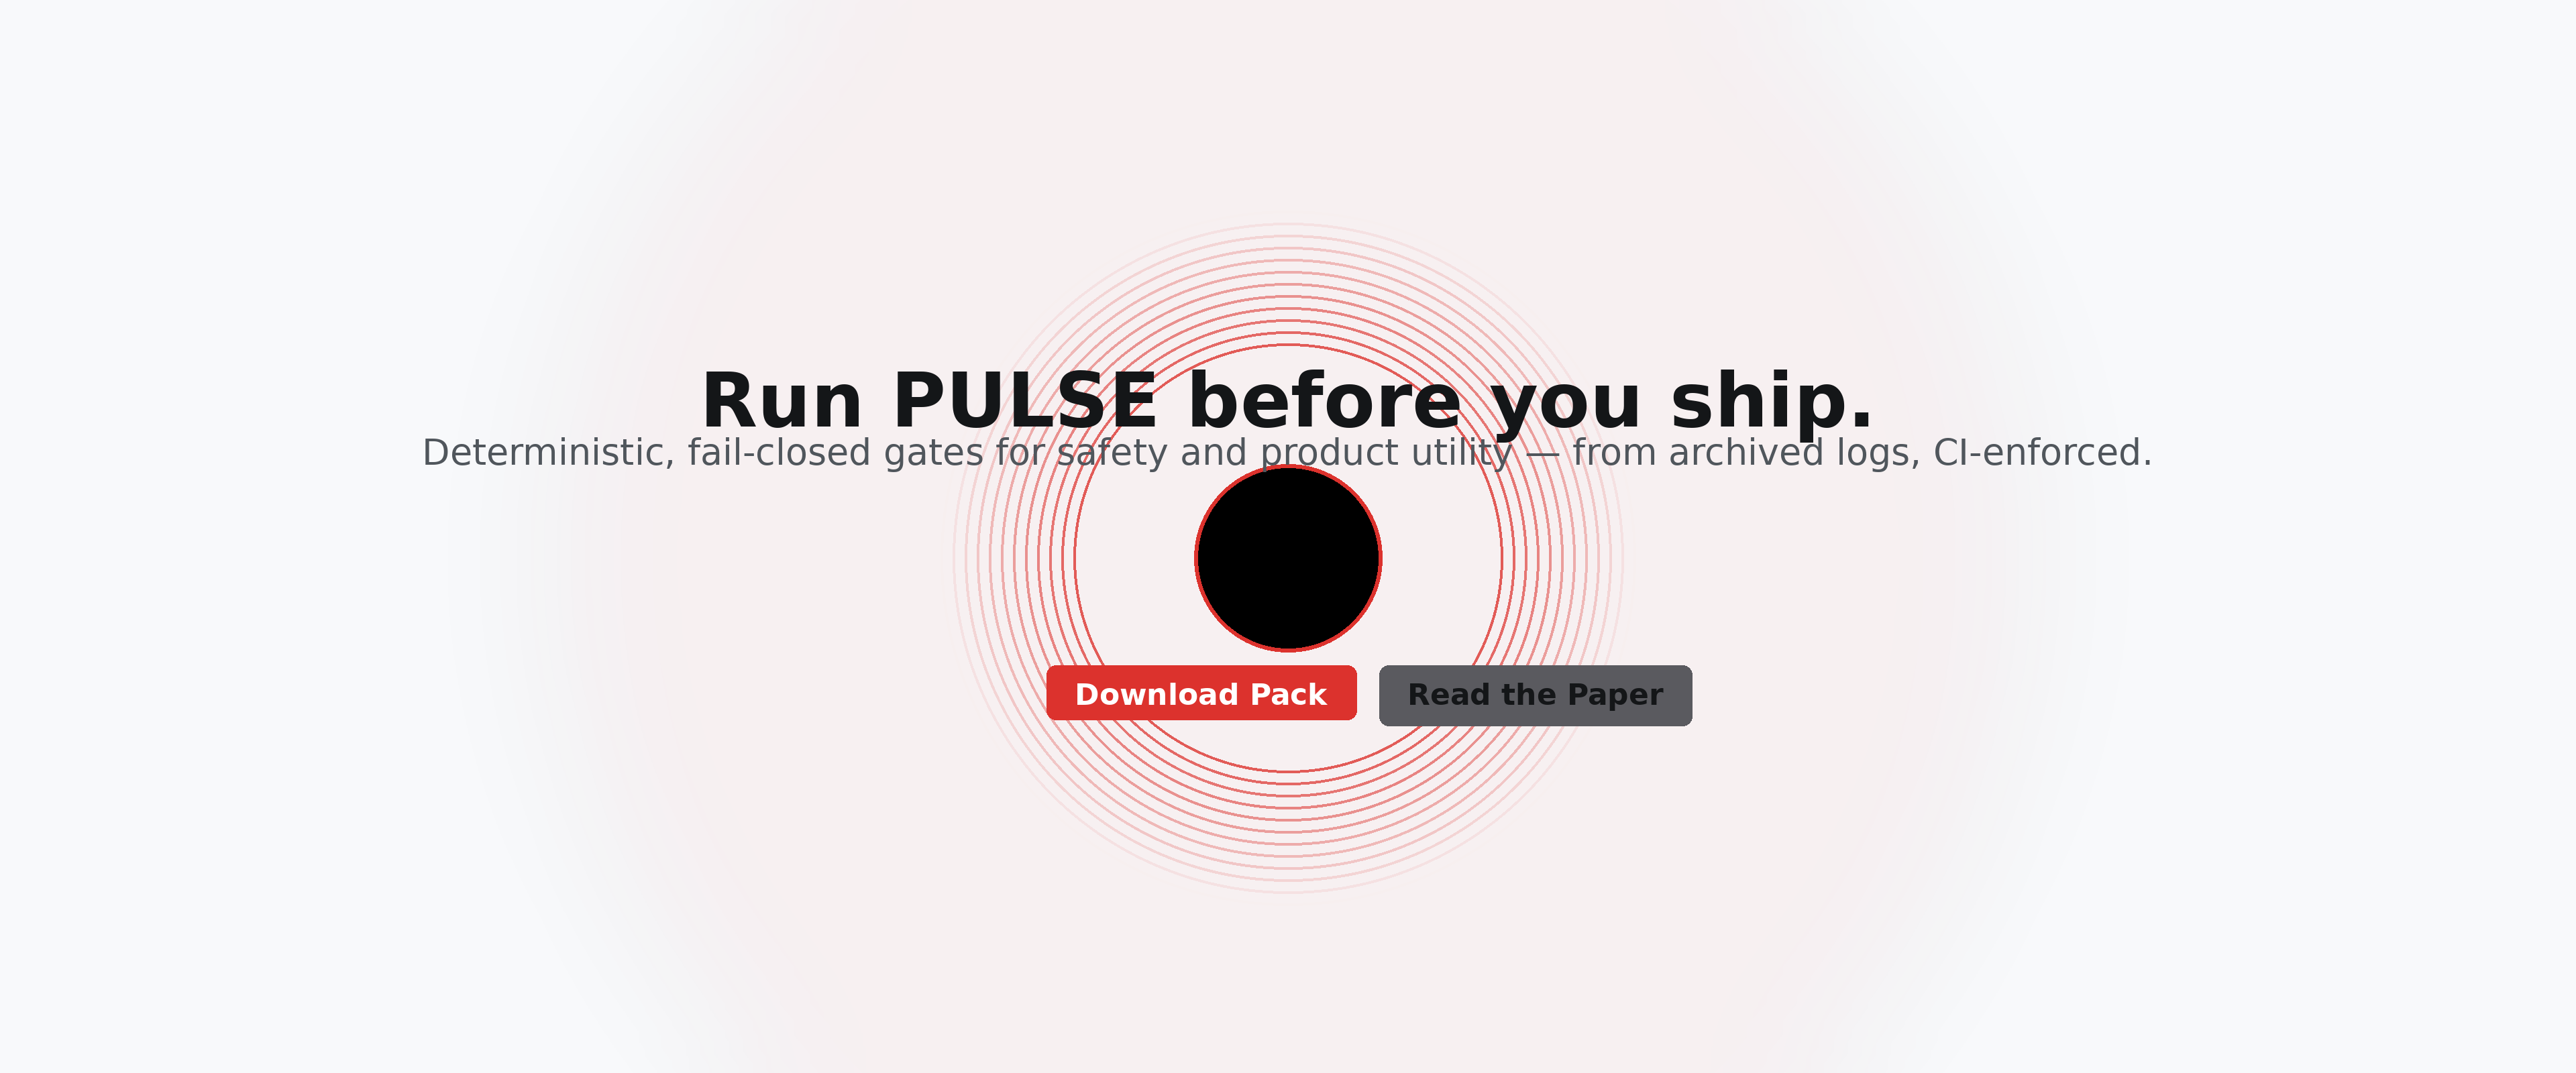 Run PULSE before you ship.
Deterministic, fail-closed gates for safety and product utility — from archived logs, CI-enforced.
Download Pack
Read the Paper